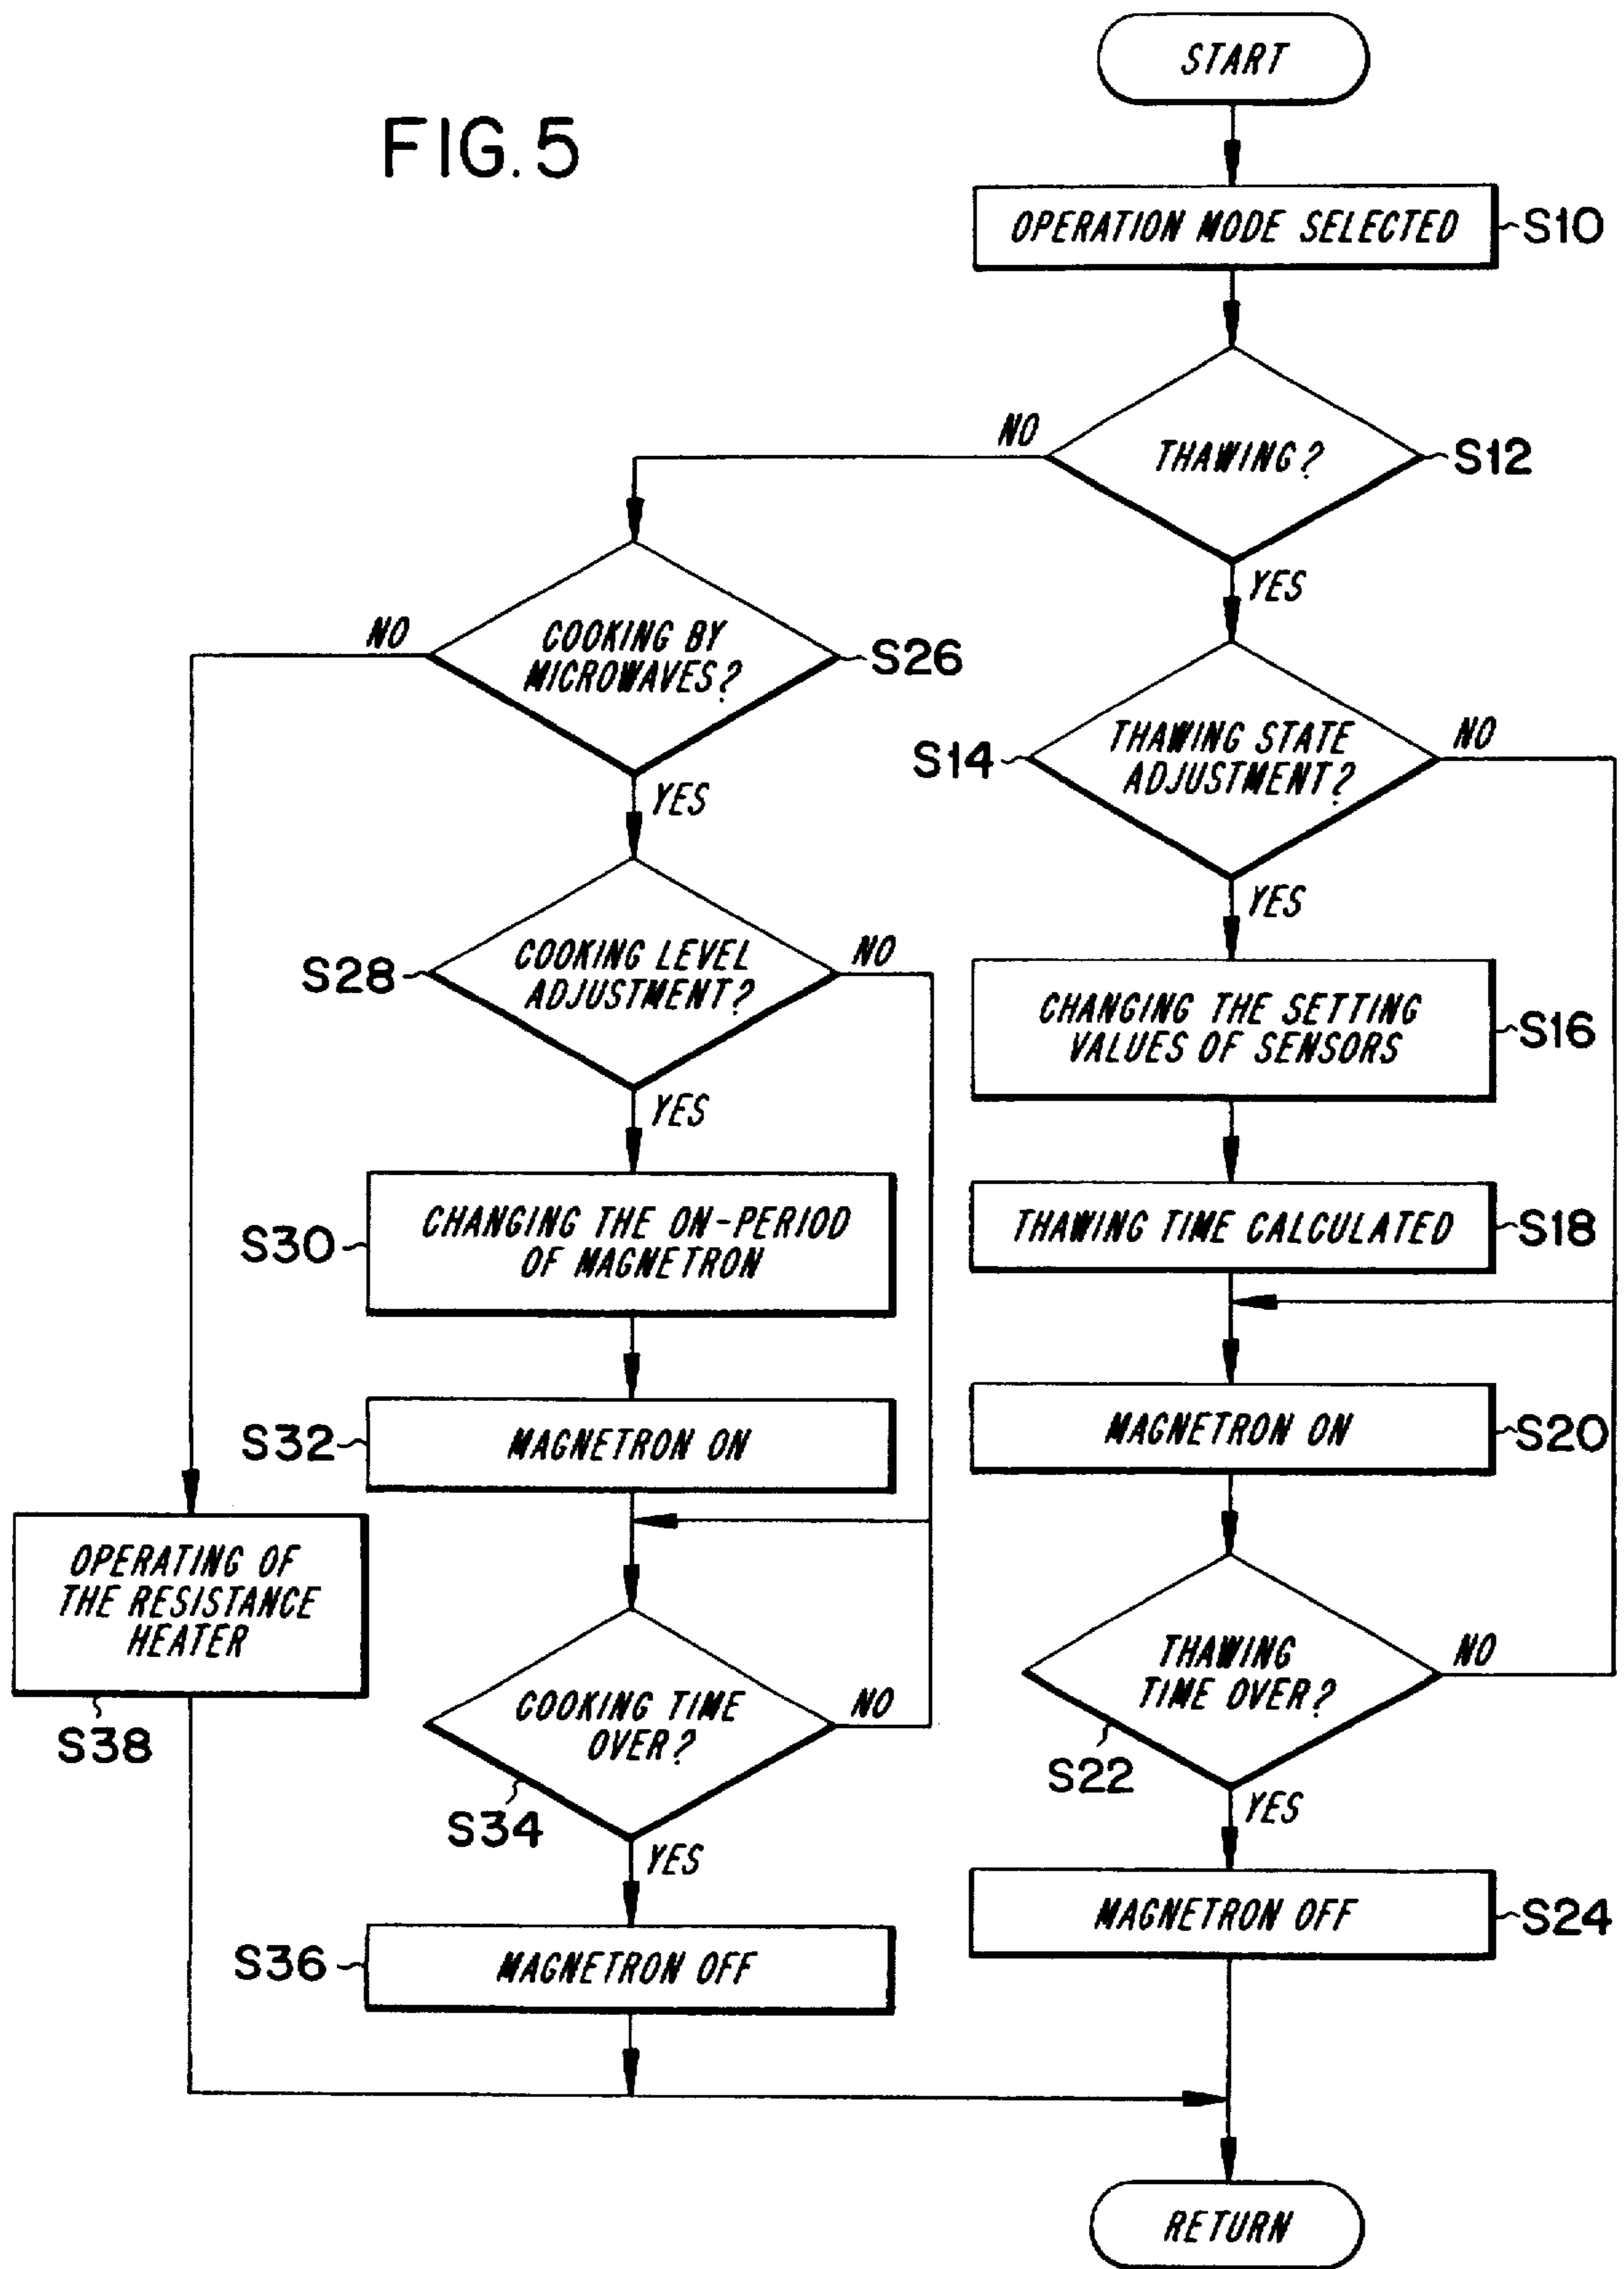 FIG. 5
START
OPERATION MODE SELECTED
S10
THAWING?
S12
NO
YES
COOKING BY
MICROWAVES?
S26
NO
YES
THAWING STATE
ADJUSTMENT?
S14
NO
YES
COOKING LEVEL
ADJUSTMENT?
S28
NO
YES
CHANGING THE SETTING
VALUES OF SENSORS
S16
CHANGING THE ON-PERIOD
OF MAGNETRON
S30
THAWING TIME CALCULATED
S18
MAGNETRON ON
S32
MAGNETRON ON
S20
OPERATING OF
THE RESISTANCE
HEATER
S38
COOKING TIME
OVER?
S34
NO
YES
THAWING
TIME OVER?
S22
NO
YES
MAGNETRON OFF
S36
MAGNETRON OFF
S24
RETURN